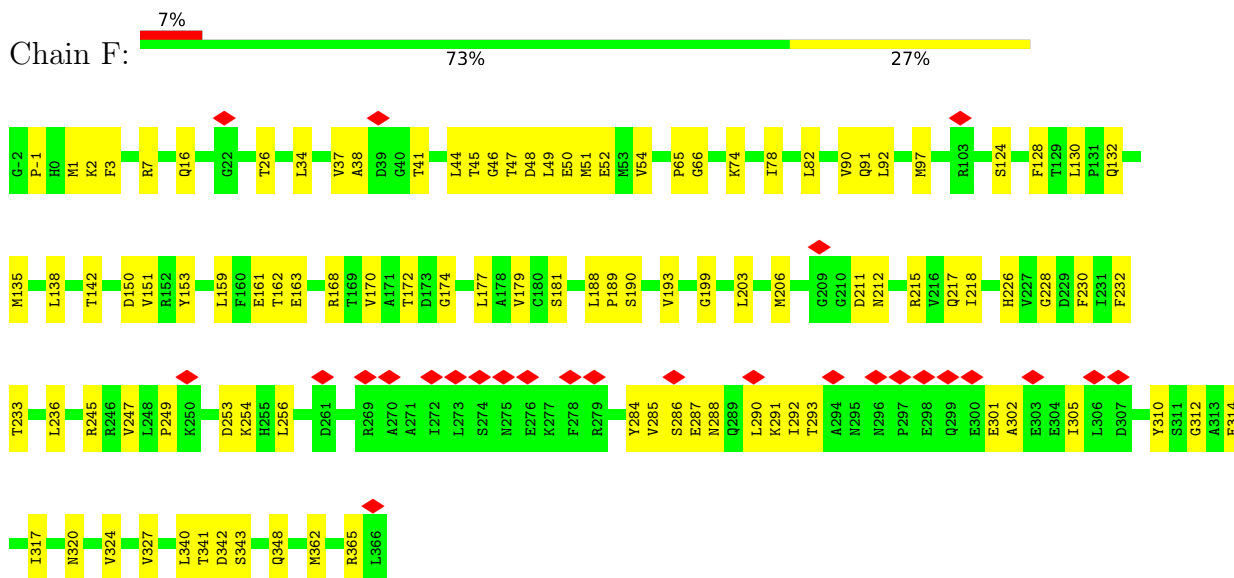 7%
Chain F:
73% 27%
G-2 P-1 H0 M1 K2 F3 R7 Q16 G22 T26 L34 V37 A38 D39 G40 T41 L44 T45 G46 T47 D48 L49 E50 M51 E52 M53 V54 P65 G66 K74 I78 L82 V90 Q91 L92 M97 R103 S124 F128 T129 L130 P131 Q132
M135 L138 T142 D150 V151 R152 Y153 L159 F160 E161 T162 E163 R168 T169 V170 A171 T172 D173 G174 L177 A178 V179 C180 S181 L188 P189 S190 V193 G199 L203 M206 G209 G210 D211 N212 R215 V216 Q217 I218 H226 V227 G228 D229 F230 I231 F232
T233 L236 R245 R246 V247 L248 P249 K250 D253 K254 H255 L256 D261 R269 A270 A271 I272 L273 S274 N275 E276 K277 F278 R279 Y284 V285 S286 E287 N288 Q289 L290 K291 I292 T293 A294 N295 N296 P297 E298 Q299 E300 E301 A302 E303 E304 I305 L306 D307 Y310 S311 G312 A313 E314
I317 N320 V324 V327 L340 T341 D342 S343 Q348 M362 R365 L366